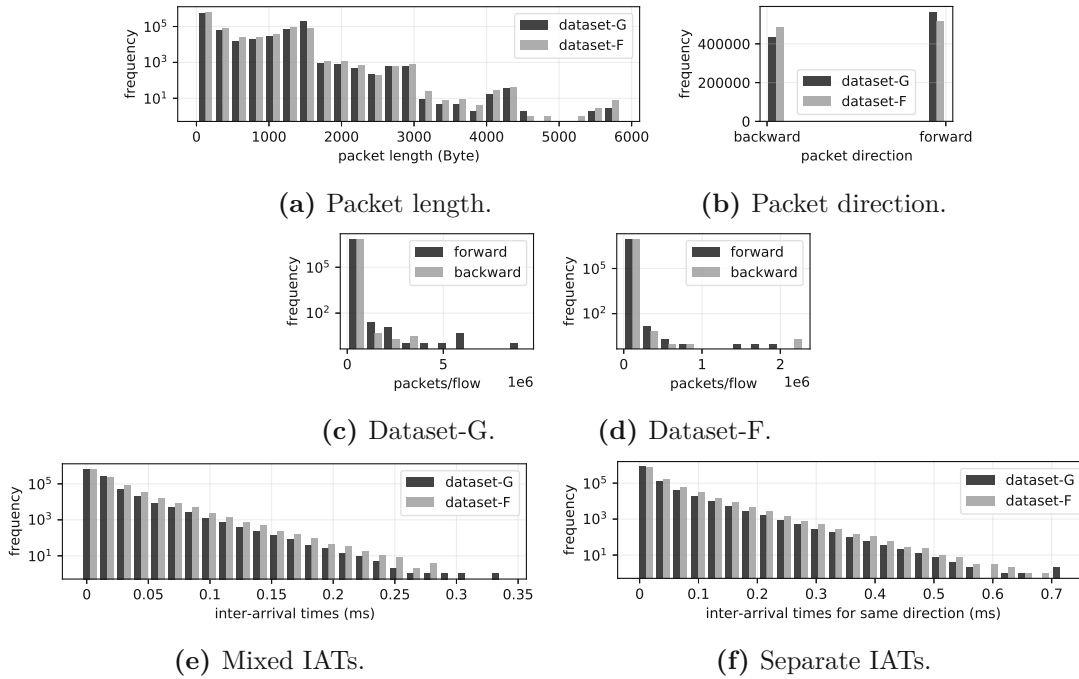 frequency
10^5
10^3
10^1
0 1000 2000 3000 4000 5000 6000
packet length (Byte)
dataset-G
dataset-F
(a) Packet length.
frequency
400000
200000
0
backward forward
packet direction
dataset-G
dataset-F
(b) Packet direction.
frequency
10^5
10^2
0 5
1e6
packets/flow
forward
backward
(c) Dataset-G.
frequency
10^5
10^2
0 1 2
1e6
packets/flow
forward
backward
(d) Dataset-F.
frequency
10^5
10^3
10^1
0 0.05 0.1 0.15 0.2 0.25 0.3 0.35
inter-arrival times (ms)
dataset-G
dataset-F
(e) Mixed IATs.
frequency
10^5
10^3
10^1
0 0.1 0.2 0.3 0.4 0.5 0.6 0.7
inter-arrival times for same direction (ms)
dataset-G
dataset-F
(f) Separate IATs.